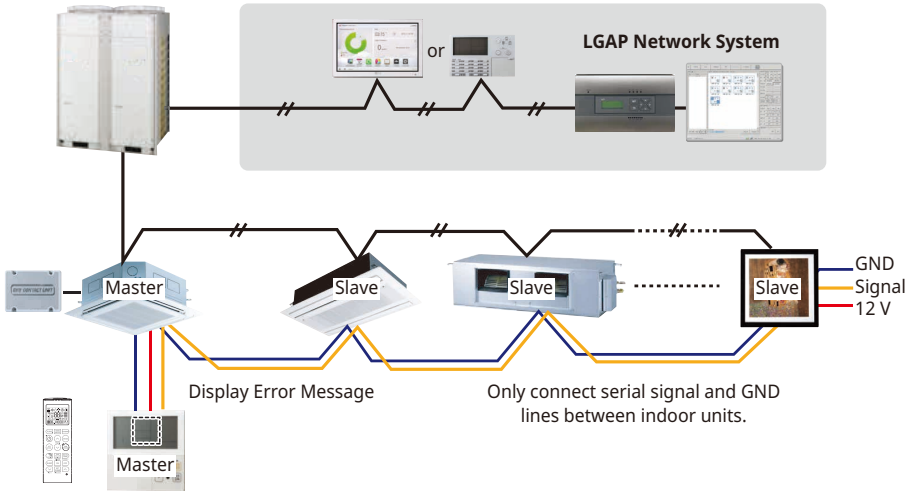 or
LGAP Network System
Master
Slave
Slave
Slave
GND
Signal
12 V
Display Error Message
Only connect serial signal and GND
lines between indoor units.
Master